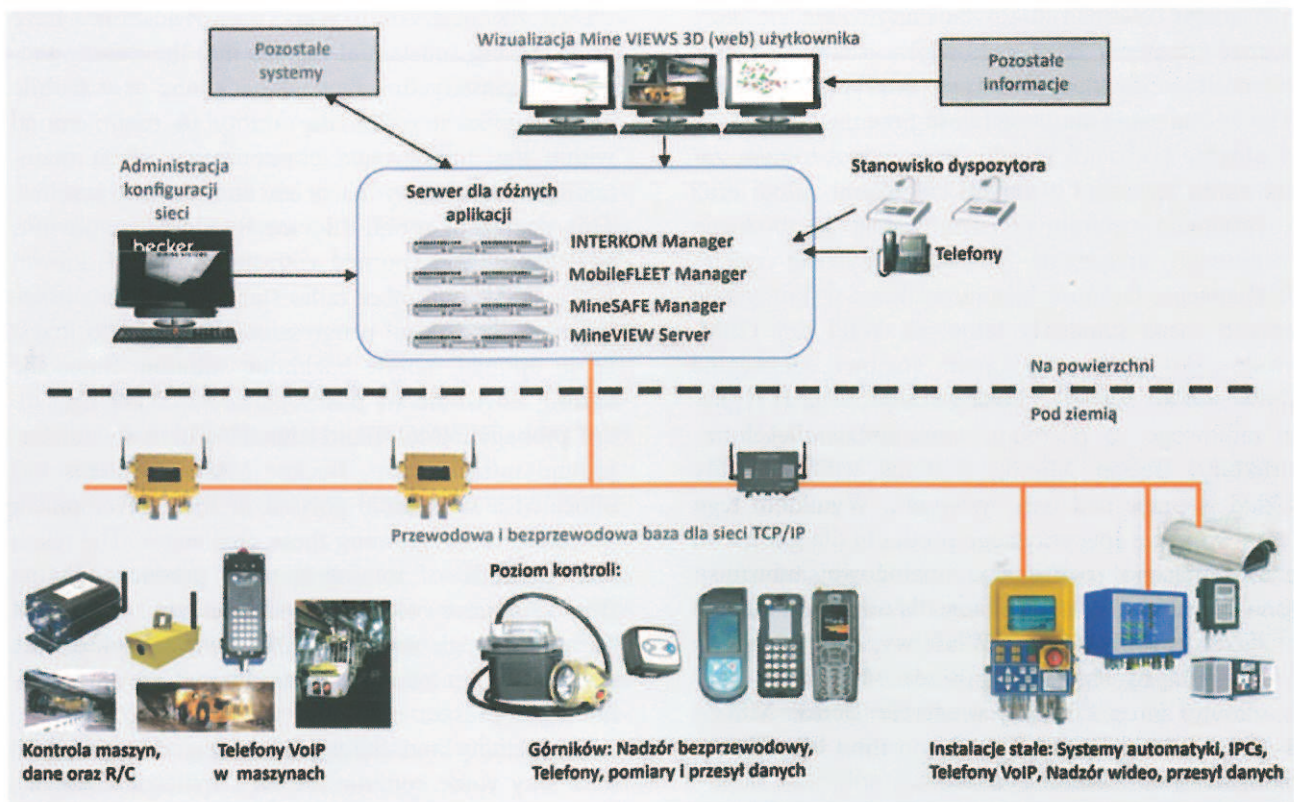 Pozostałe
systemy
Wizualizacja Mine VIEWS 3D (web) użytkownika
Pozostałe
informacje
Administracja
konfiguracji
sieci
becker
Serwer dla różnych
aplikacji
INTERKOM Manager
MobileFLEET Manager
MineSAFE Manager
MineVIEW Server
Stanowisko dyspozytora
Telefony
Na powierzchni
Pod ziemią
Przewodowa i bezprzewodowa baza dla sieci TCP/IP
Poziom kontroli:
Kontrola maszyn,
dane oraz R/C
Telefony VoIP
w maszynach
Górników: Nadzór bezprzewodowy,
Telefony, pomiary i przesył danych
Instalacje stałe: Systemy automatyki, IPCs,
Telefony VoIP, Nadzór wideo, przesył danych